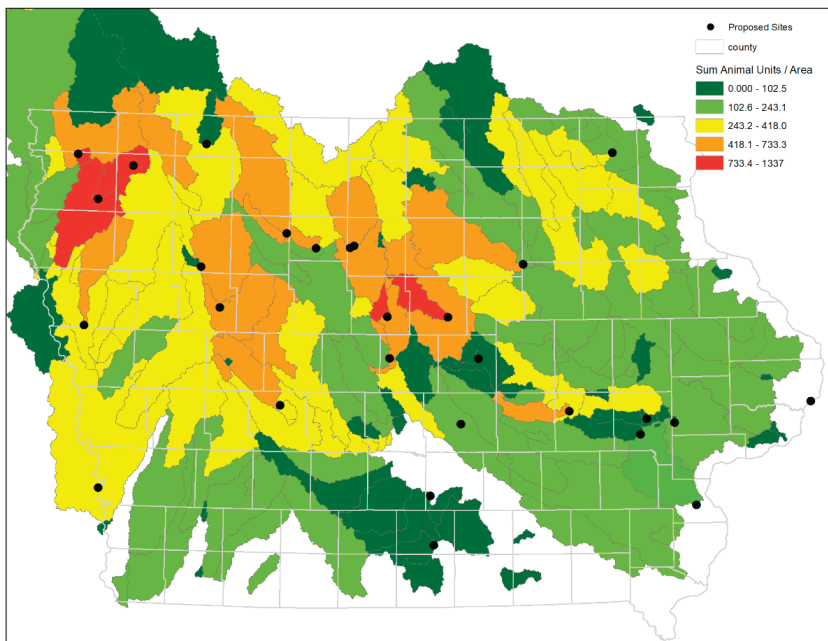 Proposed Sites
county
Sum Animal Units / Area
0.000 - 102.5
102.6 - 243.1
243.2 - 418.0
418.1 - 733.3
733.4 - 1337